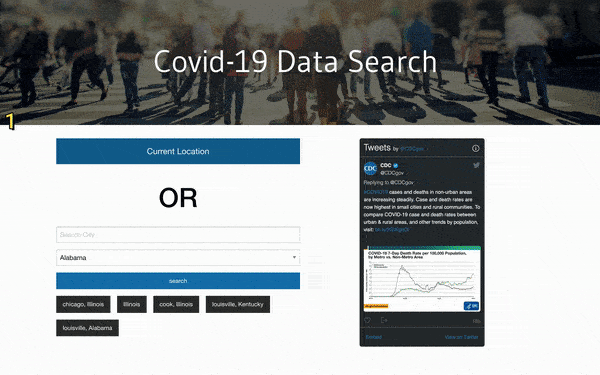 Covid-19 Data Search
1
Current Location
OR
Search City
Alabama
search
chicago, Illinois
Illinois
cook, Illinois
louisville, Kentucky
louisville, Alabama
Tweets by @CDCgov
CDC
@CDCgov
Replying to @CDCgov
cases and deaths in non-urban areas
are increasing steadily. Case and death rates are
now highest in small cities and rural communities. To
compare COVID-19 case and death rates between
urban & rural areas, and other trends by population,
visit:
COVID-19 7-Day Death Rate per 100,000 Population,
by Metro vs. Non-Metro Area
Embed
View on Twitter